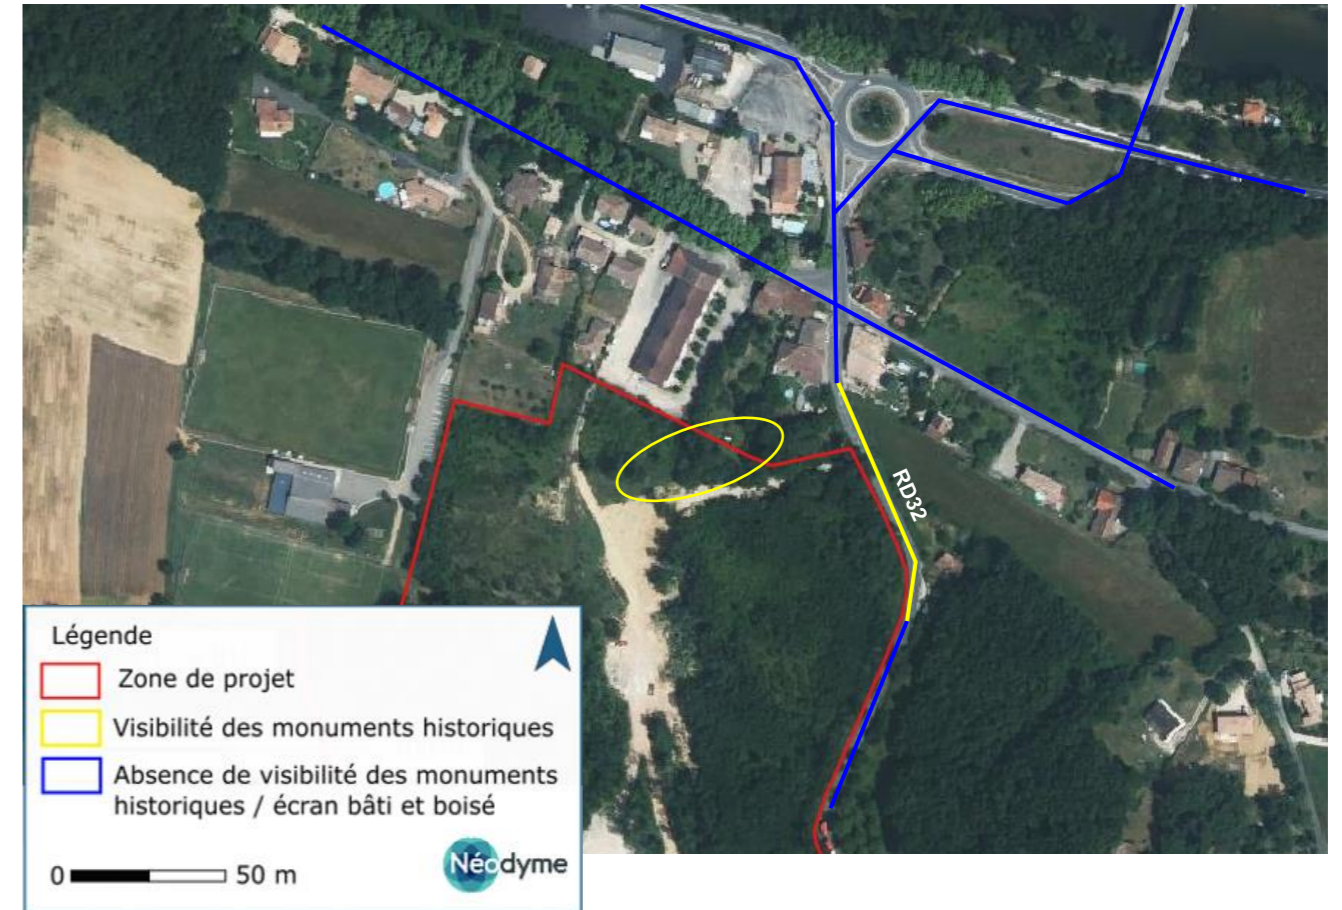 RD32
Légende
Zone de projet
Visibilité des monuments historiques
Absence de visibilité des monuments
historiques / écran bâti et boisé
0 50 m
Néodyme